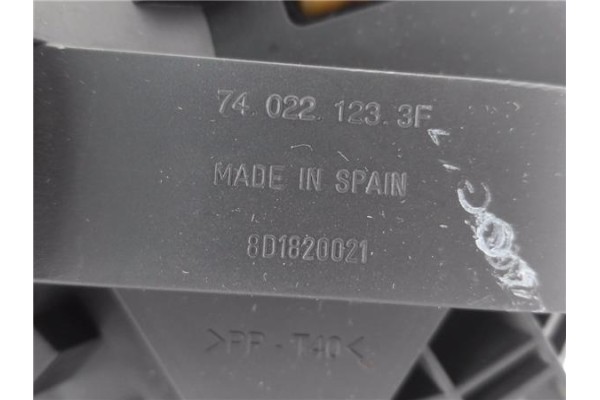 74 022 123 3F
MADE IN SPAIN
8D1820021
>PP - T40<